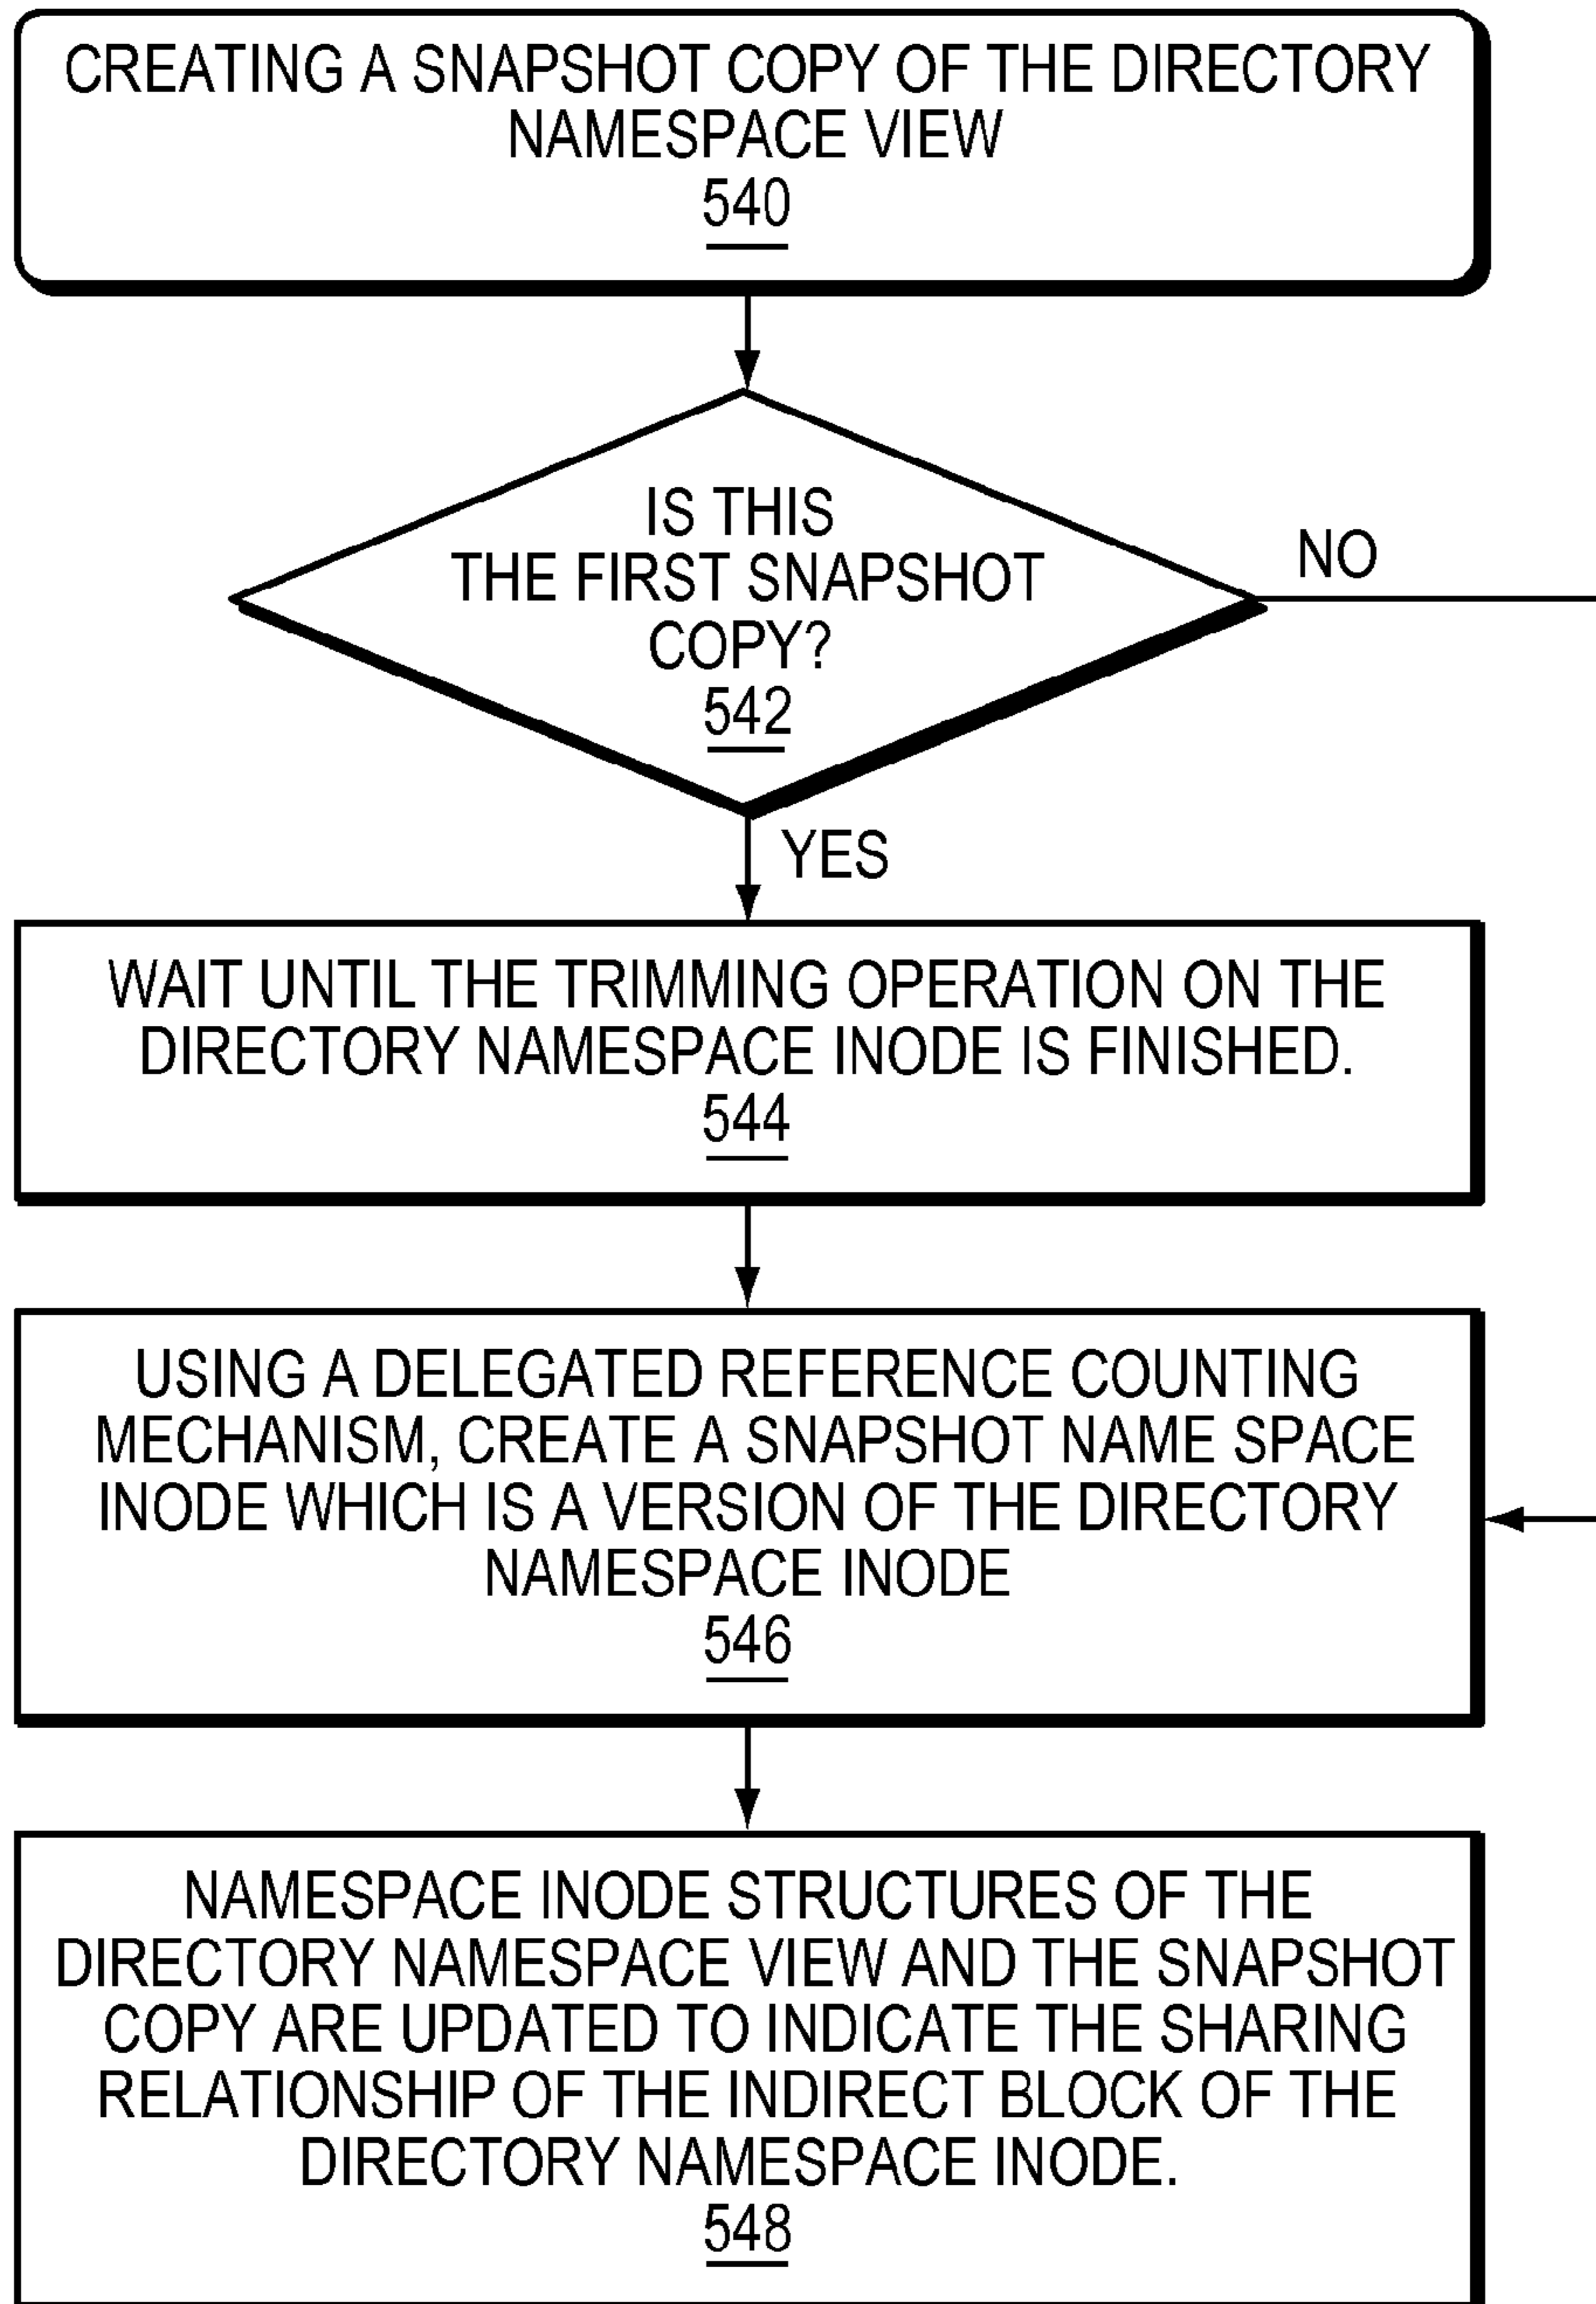 CREATING A SNAPSHOT COPY OF THE DIRECTORY
NAMESPACE VIEW
540
IS THIS
THE FIRST SNAPSHOT
COPY?
542
NO
YES
WAIT UNTIL THE TRIMMING OPERATION ON THE
DIRECTORY NAMESPACE INODE IS FINISHED.
544
USING A DELEGATED REFERENCE COUNTING
MECHANISM, CREATE A SNAPSHOT NAME SPACE
INODE WHICH IS A VERSION OF THE DIRECTORY
NAMESPACE INODE
546
NAMESPACE INODE STRUCTURES OF THE
DIRECTORY NAMESPACE VIEW AND THE SNAPSHOT
COPY ARE UPDATED TO INDICATE THE SHARING
RELATIONSHIP OF THE INDIRECT BLOCK OF THE
DIRECTORY NAMESPACE INODE.
548